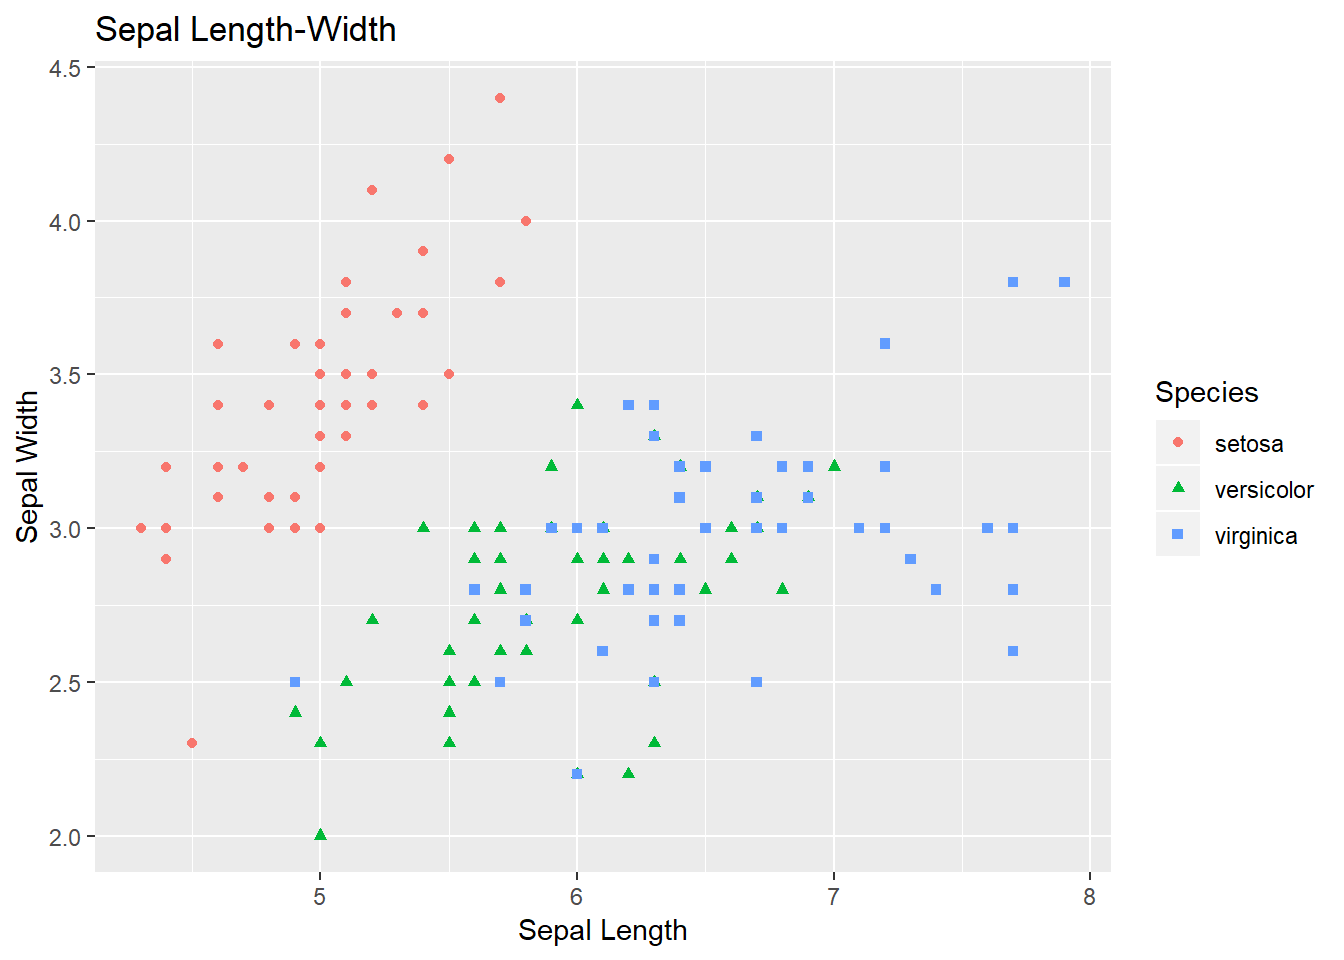 Sepal Length-Width
4.5
4.0
3.5
3.0
2.5
2.0
Sepal Width
5 6 7 8
Sepal Length
Species
setosa
versicolor
virginica